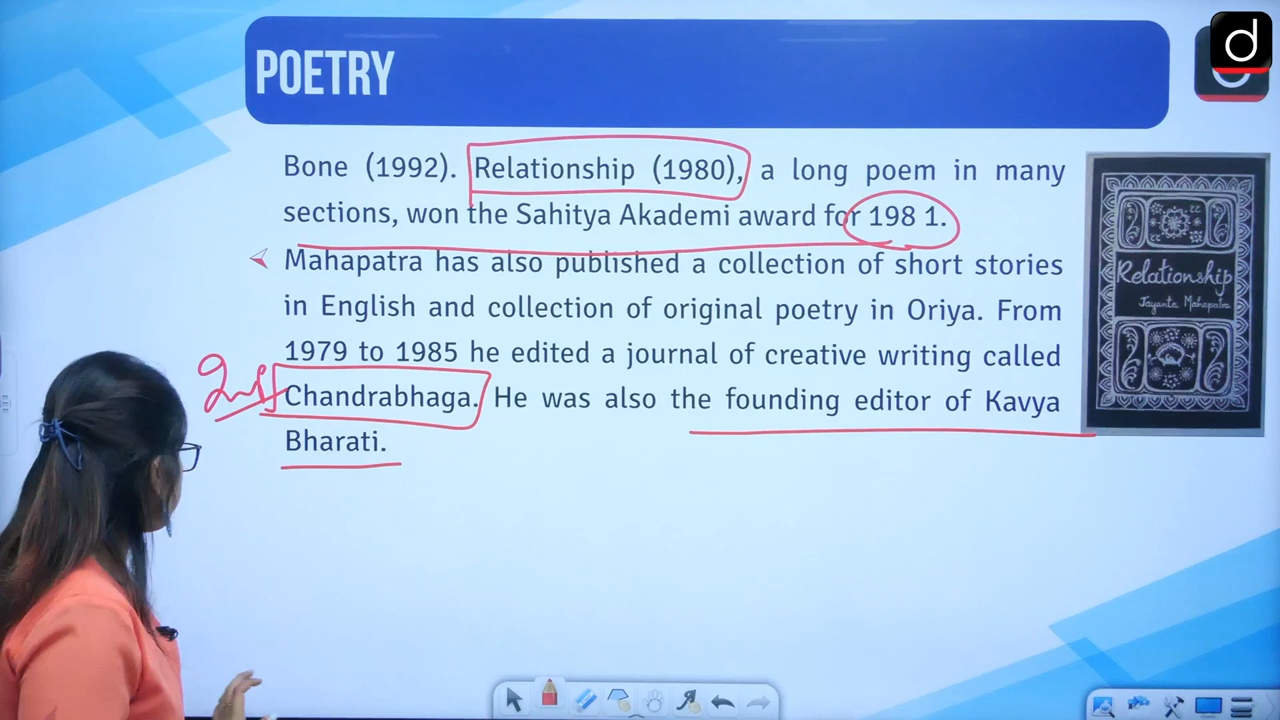 POETRY
d
Bone (1992). Relationship (1980), a long poem in many
sections, won the Sahitya Akademi award for 198 1.
Mahapatra has also published a collection of short stories
in English and collection of original poetry in Oriya. From
1979 to 1985 he edited a journal of creative writing called
Chandrabhaga. He was also the founding editor of Kavya
Bharati.
Relationship
Jayanta Mahapatra